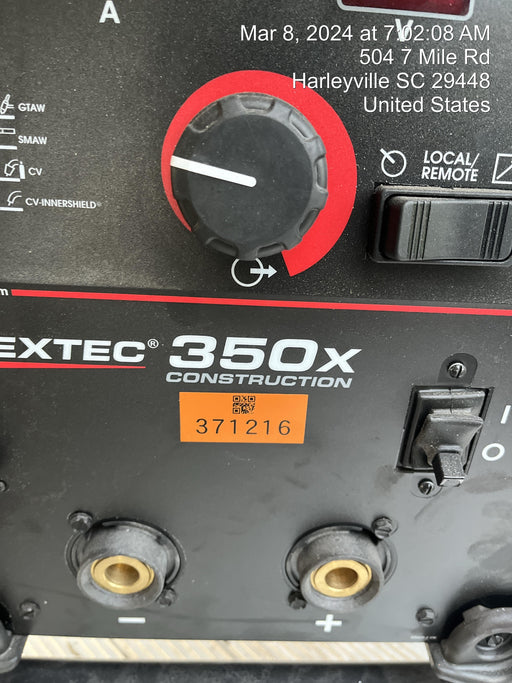 A
V
Mar 8, 2024 at 7:02:08 AM
504 7 Mile Rd
Harleyville SC 29448
United States
GTAW
SMAW
CV
CV-INNERSHIELD®
LOCAL/
REMOTE
EXTEC® 350x
CONSTRUCTION
371216
I
O
-
+